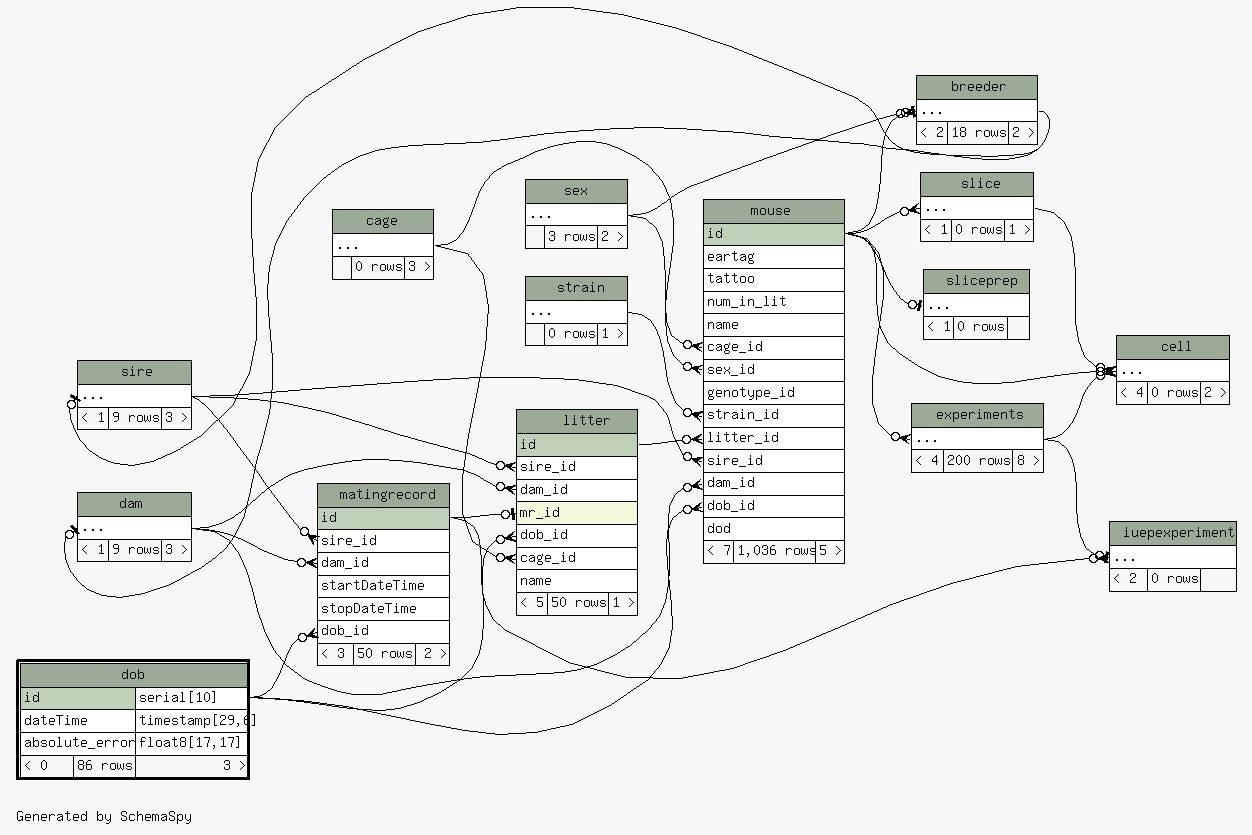 breeder
...
< 2 18 rows 2 >
slice
...
< 1 0 rows 1 >
sliceprep
...
< 1 0 rows
cell
...
< 4 0 rows 2 >
experiments
...
< 4 200 rows 8 >
iuepexperiment
...
< 2 0 rows
mouse
id
eartag
tattoo
num_in_lit
name
cage_id
sex_id
genotype_id
strain_id
litter_id
sire_id
dam_id
dob_id
dod
< 7 1,036 rows 5 >
sex
...
3 rows 2 >
cage
...
0 rows 3 >
strain
...
0 rows 1 >
sire
...
< 1 9 rows 3 >
litter
id
sire_id
dam_id
mr_id
dob_id
cage_id
name
< 5 50 rows 1 >
dam
...
< 1 9 rows 3 >
matingrecord
id
sire_id
dam_id
startDateTime
stopDateTime
dob_id
< 3 50 rows 2 >
dob
id serial[10]
dateTime timestamp[29,6]
absolute_error float8[17,17]
< 0 86 rows 3 >
Generated by SchemaSpy